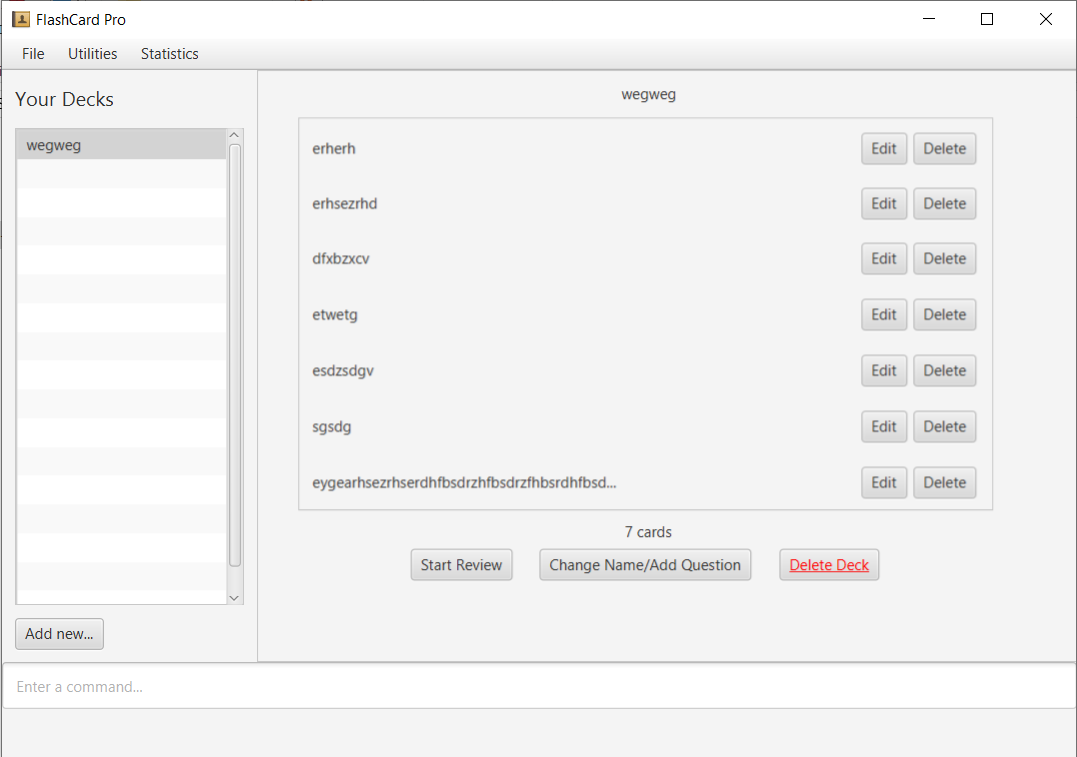 FlashCard Pro
File Utilities Statistics
Your Decks
wegweg
wegweg
erherh Edit Delete
erhsezrhd Edit Delete
dfxbzxcv Edit Delete
etwetg Edit Delete
esdzsdgv Edit Delete
sgsdg Edit Delete
eygearhsezrhserdhfbsdrzhfbsdrzfhbsrdhfbsd... Edit Delete
7 cards
Start Review Change Name/Add Question Delete Deck
Add new...
Enter a command...